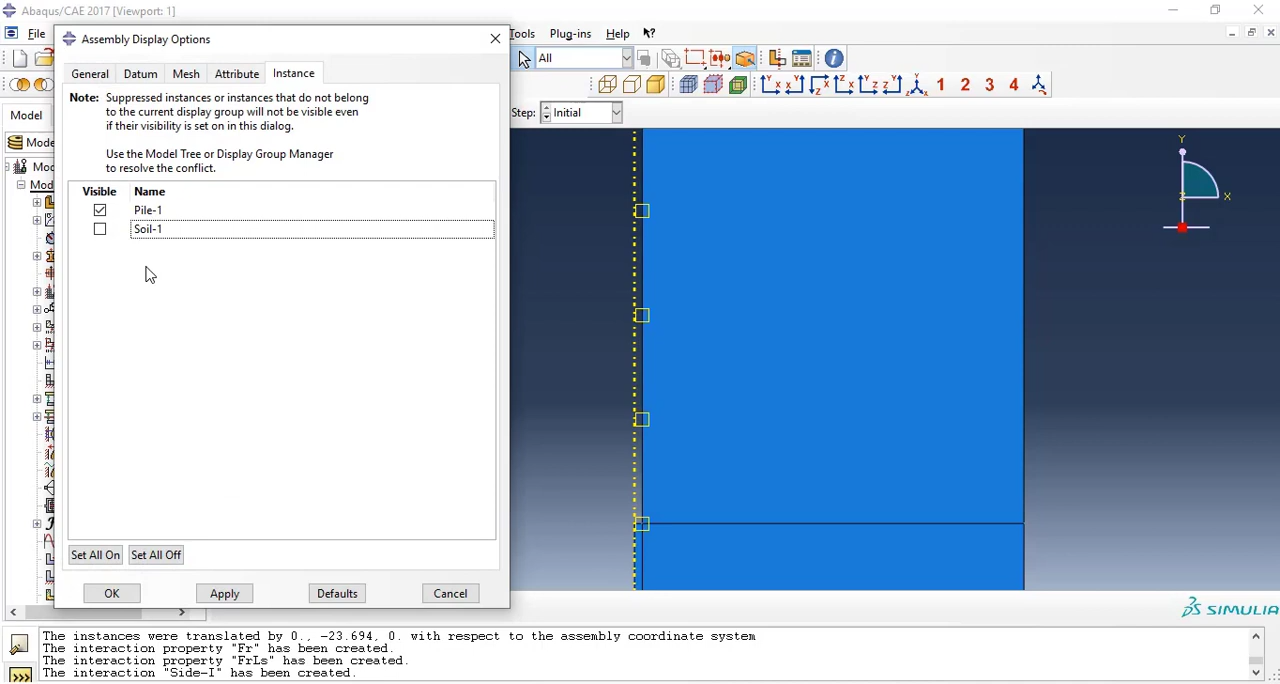 Abaqus/CAE 2017 [Viewport: 1]
File Tools Plug-ins Help
Assembly Display Options
All
General Datum Mesh Attribute Instance
1 2 3 4
Note: Suppressed instances or instances that do not belong
to the current display group will not be visible even
if their visibility is set on in this dialog.
Model
Step: Initial
Use the Model Tree or Display Group Manager
to resolve the conflict.
Visible Name
Pile-1
Soil-1
Y
X
Z
Set All On Set All Off
OK Apply Defaults Cancel
SIMULIA
The instances were translated by 0., -23.694, 0. with respect to the assembly coordinate system
The interaction property "Fr" has been created.
The interaction property "FrLs" has been created.
The interaction "Side-I" has been created.
>>>